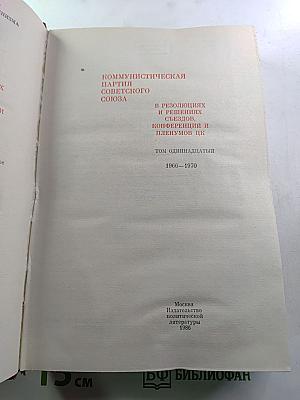 КОММУНИСТИЧЕСКАЯ
ПАРТИЯ
СОВЕТСКОГО
СОЮЗА
В РЕЗОЛЮЦИЯХ
И РЕШЕНИЯХ
СЪЕЗДОВ,
КОНФЕРЕНЦИЙ И
ПЛЕНУМОВ ЦК
ТОМ ОДИННАДЦАТЫЙ
1966—1970
Москва
Издательство
политической
литературы
1986
15 СМ
БФ БИБЛИОФАН